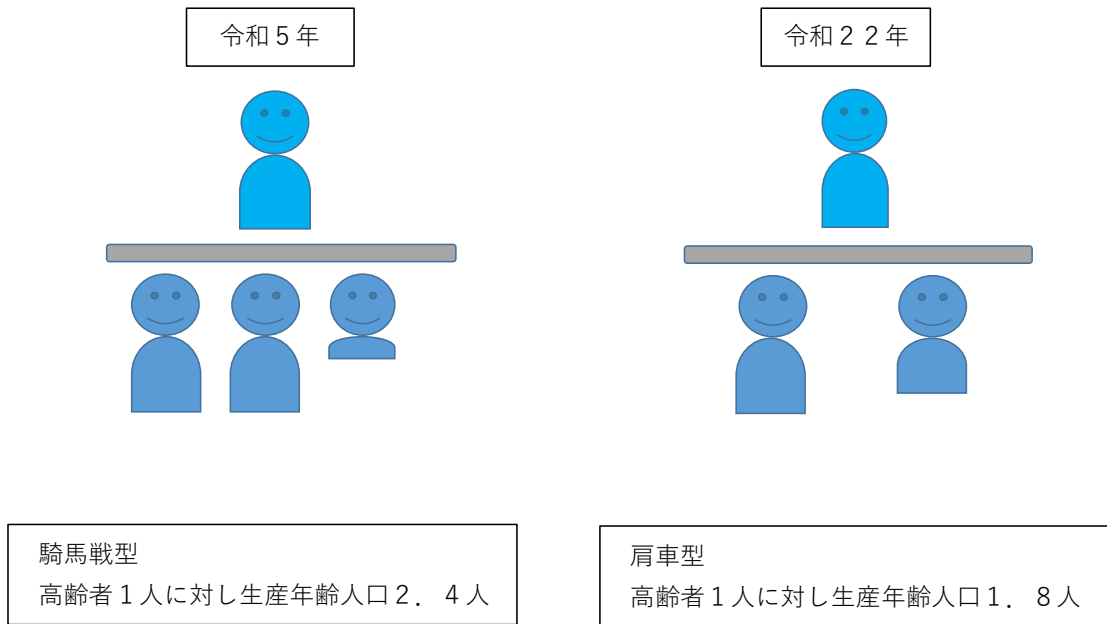 令和５年
令和２２年
騎馬戦型
高齢者１人に対し生産年齢人口２．４人
肩車型
高齢者１人に対し生産年齢人口１．８人